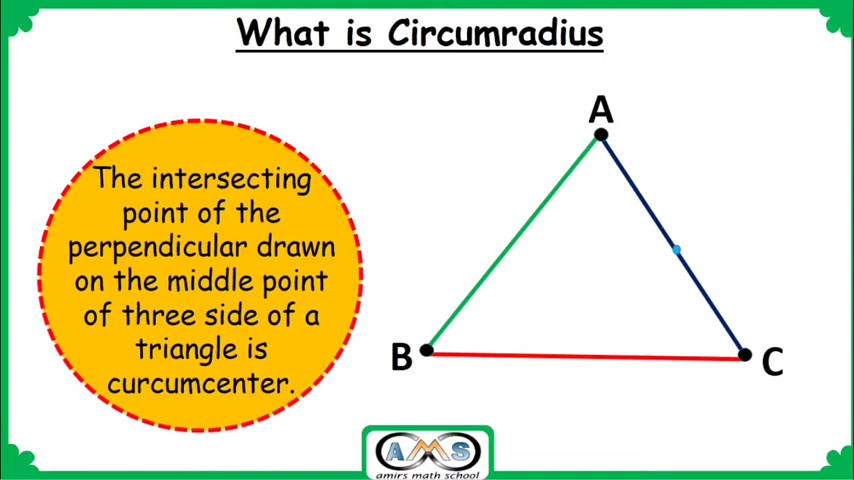 What is Circumradius
A
The intersecting
point of the
perpendicular drawn
on the middle point
of three side of a
triangle is
curcumcenter.
B
C
AMS
amirs math school